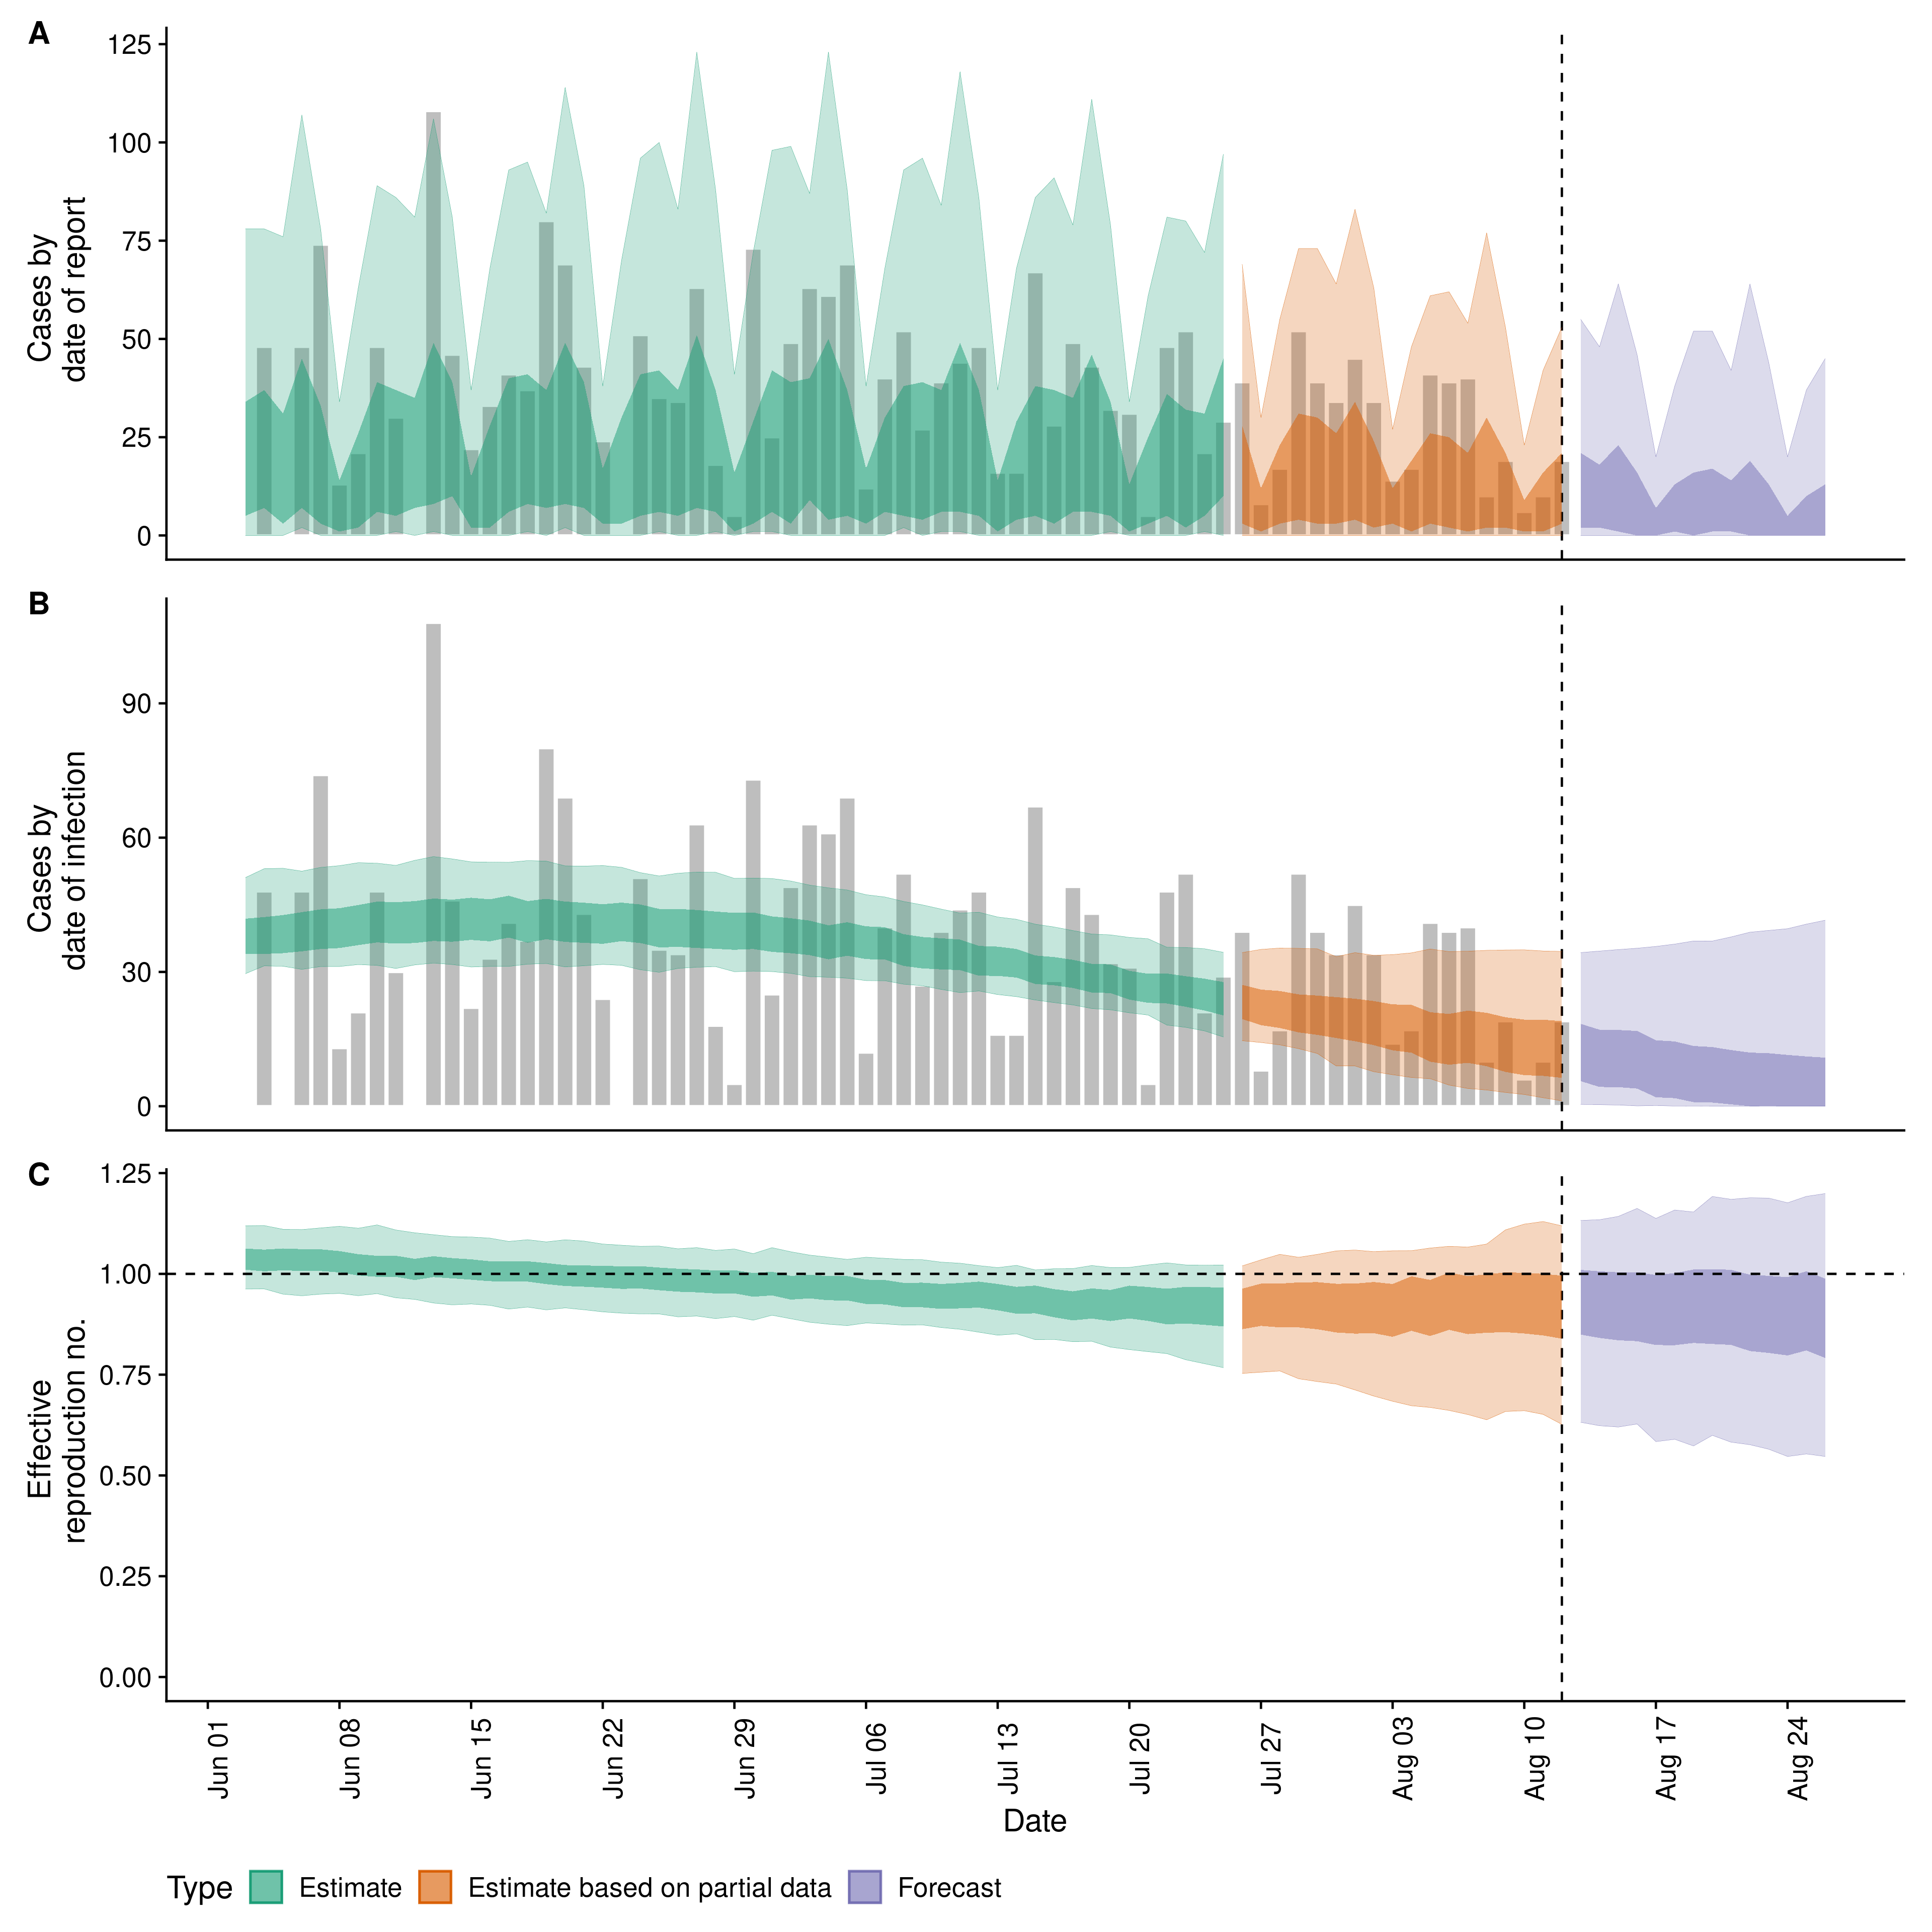 A
125
100
75
50
25
0
Cases by
date of report
B
90
60
30
0
Cases by
date of infection
C
1.25
1.00
0.75
0.50
0.25
0.00
Effective
reproduction no.
Jun 01
Jun 08
Jun 15
Jun 22
Jun 29
Jul 06
Jul 13
Jul 20
Jul 27
Aug 03
Aug 10
Aug 17
Aug 24
Date
Type Estimate Estimate based on partial data Forecast